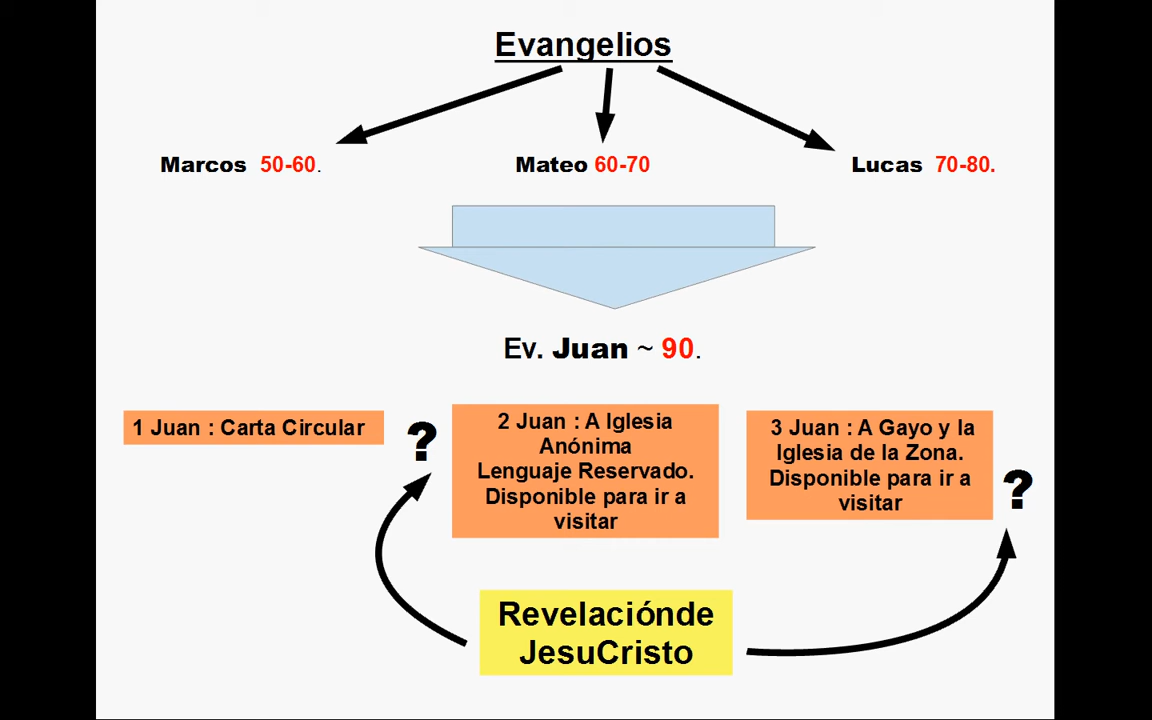 Evangelios
Marcos 50-60.
Mateo 60-70
Lucas 70-80.
Ev. Juan ~ 90.
1 Juan : Carta Circular
?
2 Juan : A Iglesia
Anónima
Lenguaje Reservado.
Disponible para ir a
visitar
3 Juan : A Gayo y la
Iglesia de la Zona.
Disponible para ir a
visitar
?
Revelaciónde
JesuCristo